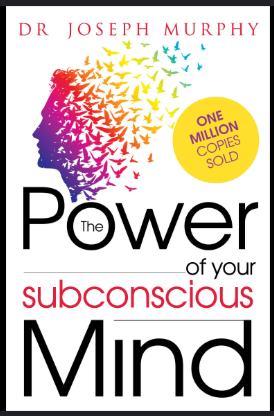 DR JOSEPH MURPHY
ONE
MILLION
COPIES
SOLD
The Power
of your
subconscious
Mind